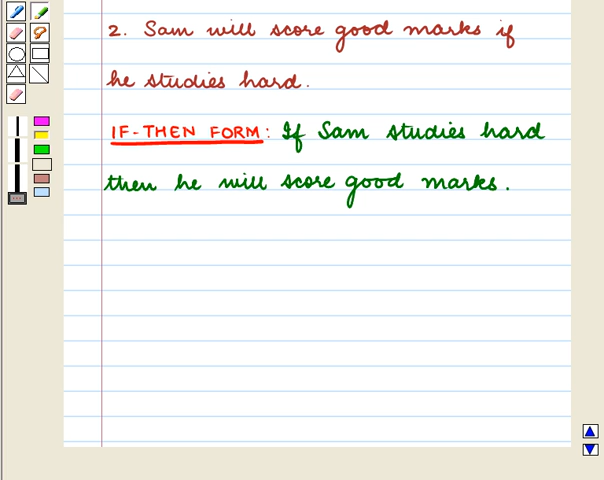 2. Sam will score good marks if
he studies hard.
IF-THEN FORM: If Sam studies hard
then he will score good marks.